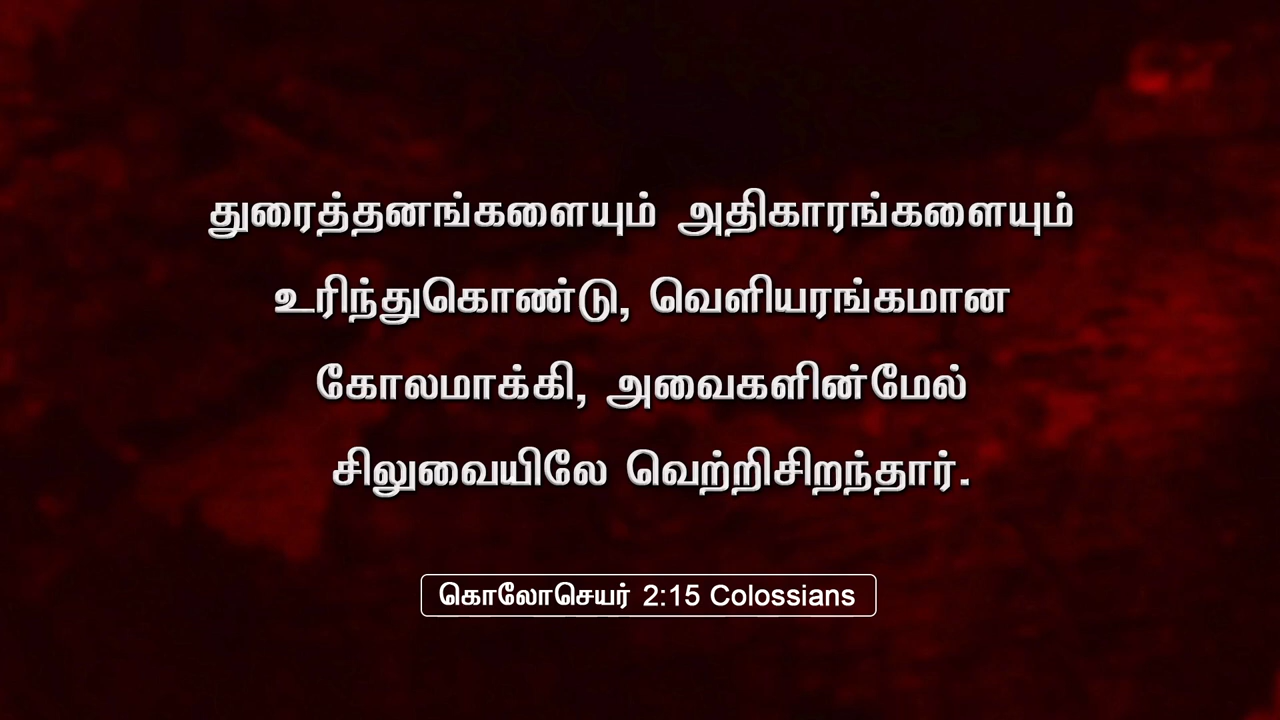 துரைத்தனங்களையும் அதிகாரங்களையும்
உரிந்துகொண்டு, வெளியரங்கமான
கோலமாக்கி, அவைகளின்மேல்
சிலுவையிலே வெற்றிசிறந்தார்.
கொலோசெயர் 2:15 Colossians